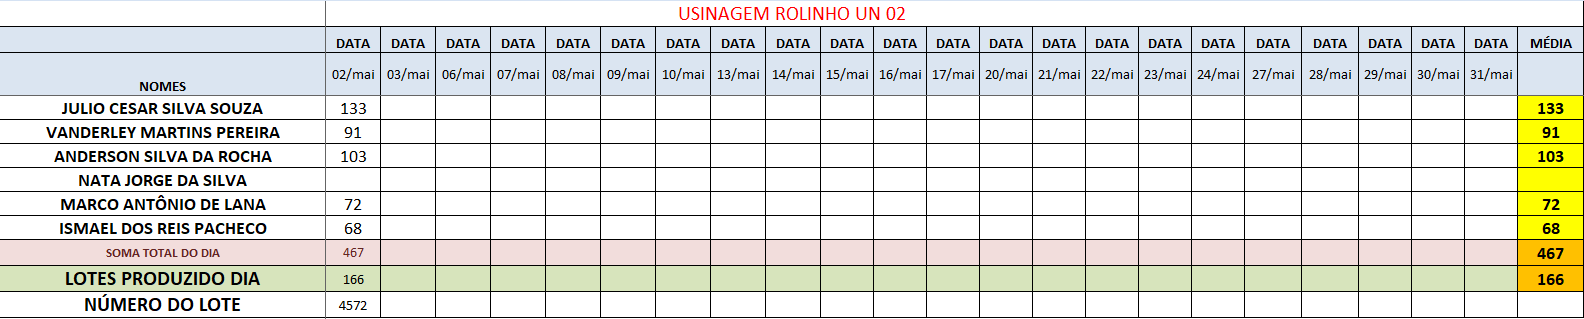 USINAGEM ROLINHO UN 02
DATA DATA DATA DATA DATA DATA DATA DATA DATA DATA DATA DATA DATA DATA DATA DATA DATA DATA DATA DATA DATA DATA MÉDIA
NOMES 02/mai 03/mai 06/mai 07/mai 08/mai 09/mai 10/mai 13/mai 14/mai 15/mai 16/mai 17/mai 20/mai 21/mai 22/mai 23/mai 24/mai 27/mai 28/mai 29/mai 30/mai 31/mai
JULIO CESAR SILVA SOUZA 133 133
VANDERLEY MARTINS PEREIRA 91 91
ANDERSON SILVA DA ROCHA 103 103
NATA JORGE DA SILVA
MARCO ANTÔNIO DE LANA 72 72
ISMAEL DOS REIS PACHECO 68 68
SOMA TOTAL DO DIA 467 467
LOTES PRODUZIDO DIA 166 166
NÚMERO DO LOTE 4572